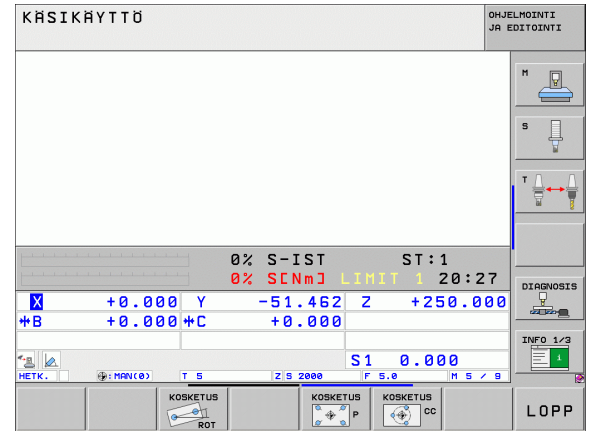 KÄSIKÄYTTÖ
OHJELMOINTI
JA EDITOINTI
M
S
T
0% S-IST ST:1
0% S[Nm] LIMIT 1 20:27
DIAGNOSIS
X +0.000 Y -51.462 Z +250.000
B +0.000 C +0.000
INFO 1/3
1
S1 0.000
HETK. : MAN(0) T 5 Z S 2000 F 5.0 M 5 / 9
KOSKETUS
ROT
KOSKETUS
P
KOSKETUS
CC
LOPP